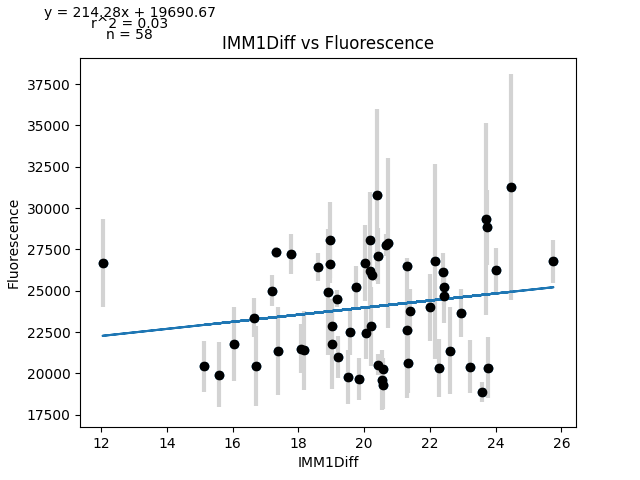 y = 214.28x + 19690.67
r^2 = 0.03
n = 58
IMM1Diff vs Fluorescence
37500
35000
32500
30000
27500
25000
22500
20000
17500
Fluorescence
12 14 16 18 20 22 24 26
IMM1Diff